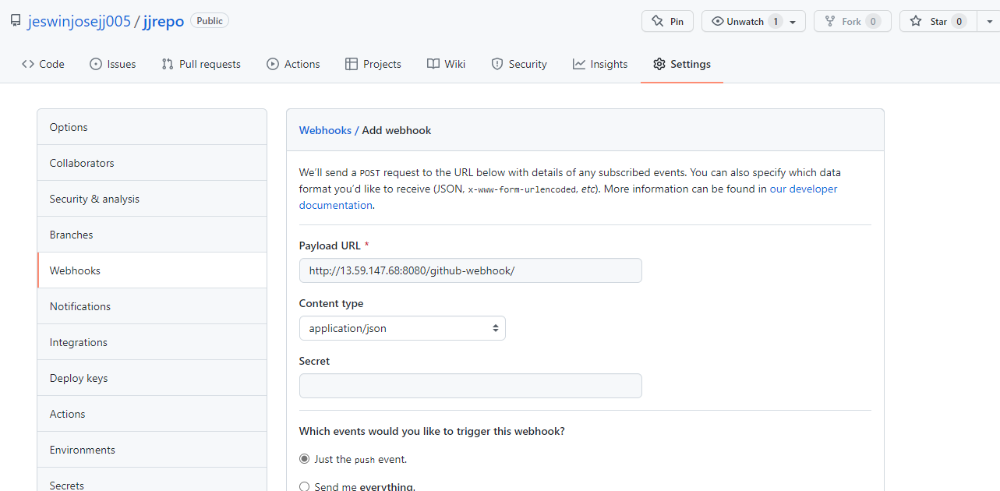 jeswinjosejj005 / jjrepo Public Pin Unwatch 1 Fork 0 Star 0
Code Issues Pull requests Actions Projects Wiki Security Insights Settings
Options
Collaborators
Security & analysis
Branches
Webhooks
Notifications
Integrations
Deploy keys
Actions
Environments
Secrets
Webhooks / Add webhook
We’ll send a POST request to the URL below with details of any subscribed events. You can also specify which data
format you’d like to receive (JSON, x-www-form-urlencoded, etc). More information can be found in our developer
documentation.
Payload URL *
http://13.59.147.68:8080/github-webhook/
Content type
application/json
Secret
Which events would you like to trigger this webhook?
Just the push event.
Send me everything.